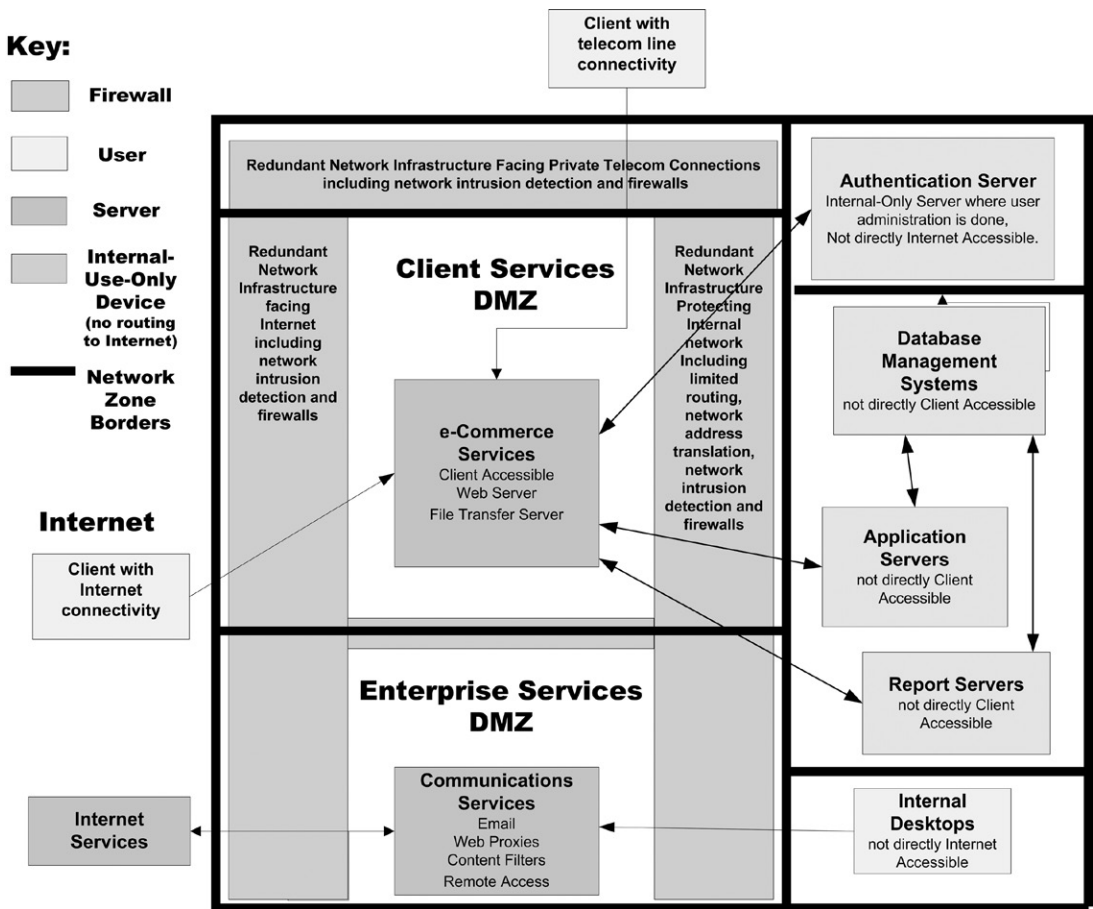 Client with
telecom line
connectivity
Key:
Firewall
User
Server
Internal-
Use-Only
Device
(no routing
to Internet)
Network
Zone
Borders
Redundant Network Infrastructure Facing Private Telecom Connections
including network intrusion detection and firewalls
Authentication Server
Internal-Only Server where user
administration is done,
Not directly Internet Accessible.
Redundant
Network
Infrastructure
facing
Internet
including
network
intrusion
detection and
firewalls
Client Services
DMZ
Redundant
Network
Infrastructure
Protecting
Internal
network
Including
limited
routing,
network
address
translation,
network
intrusion
detection and
firewalls
Database
Management
Systems
not directly Client Accessible
e-Commerce
Services
Client Accessible
Web Server
File Transfer Server
Internet
Client with
Internet
connectivity
Application
Servers
not directly Client
Accessible
Report Servers
not directly Client
Accessible
Enterprise Services
DMZ
Communications
Services
Email
Web Proxies
Content Filters
Remote Access
Internet
Services
Internal
Desktops
not directly Internet
Accessible